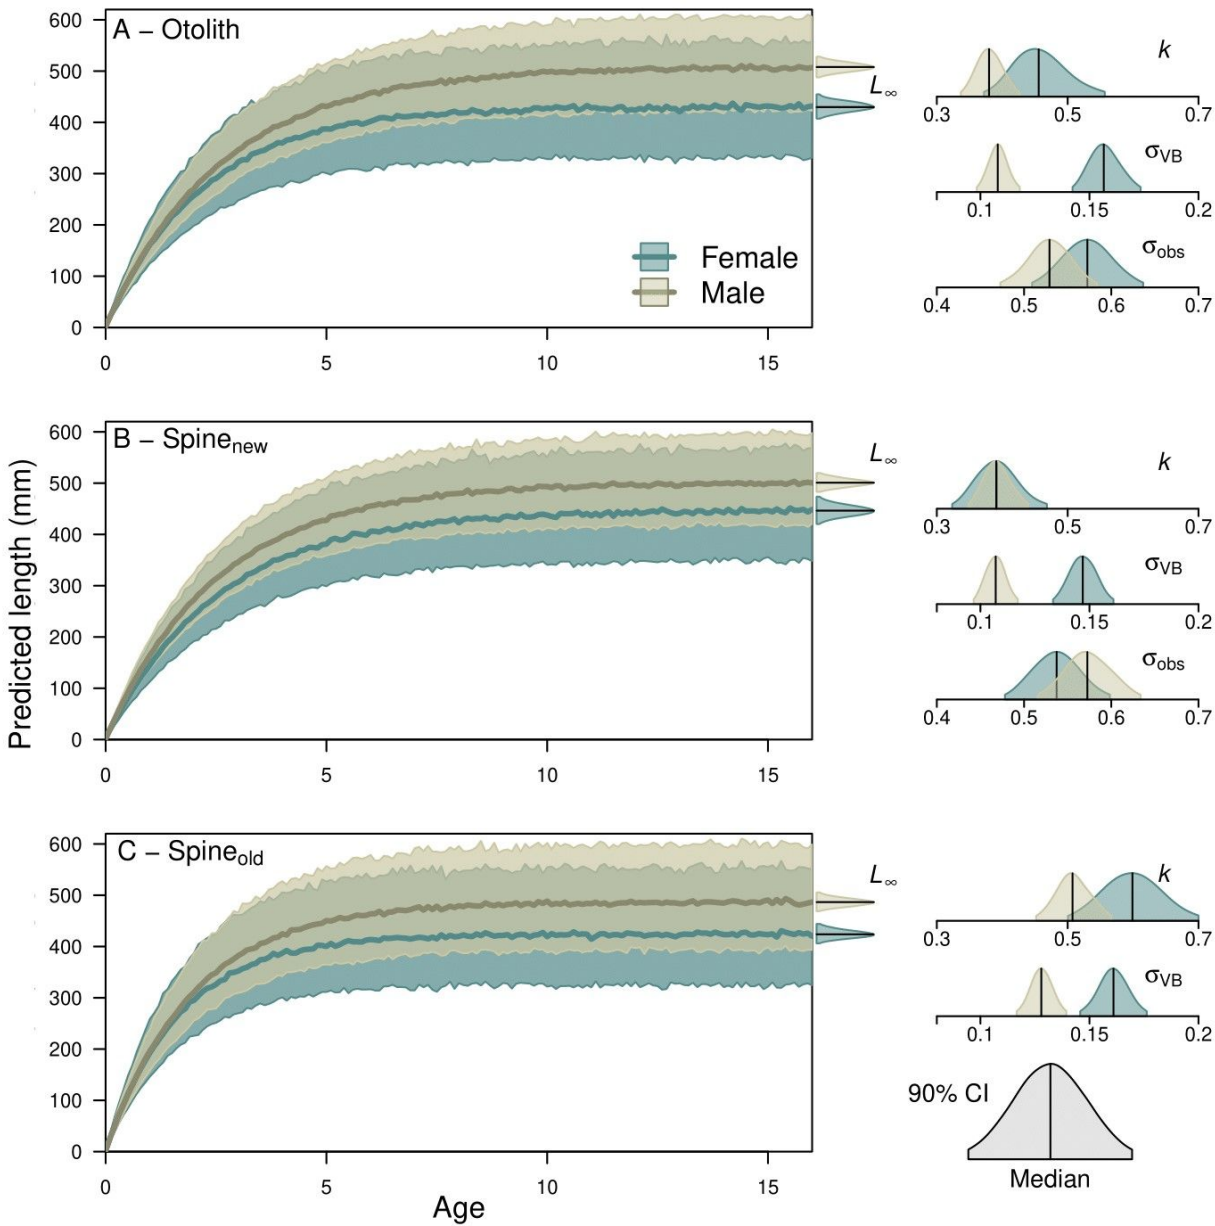 A – Otolith
600
500
400
300
200
100
0
0 5 10 15
Female
Male
L∞
k
0.3 0.5 0.7
σVB
0.1 0.15 0.2
σobs
0.4 0.5 0.6 0.7
B – Spinenew
600
500
400
300
200
100
0
0 5 10 15
L∞
k
0.3 0.5 0.7
σVB
0.1 0.15 0.2
σobs
0.4 0.5 0.6 0.7
Predicted length (mm)
C – Spineold
600
500
400
300
200
100
0
0 5 10 15
Age
L∞
k
0.3 0.5 0.7
σVB
0.1 0.15 0.2
90% CI
Median